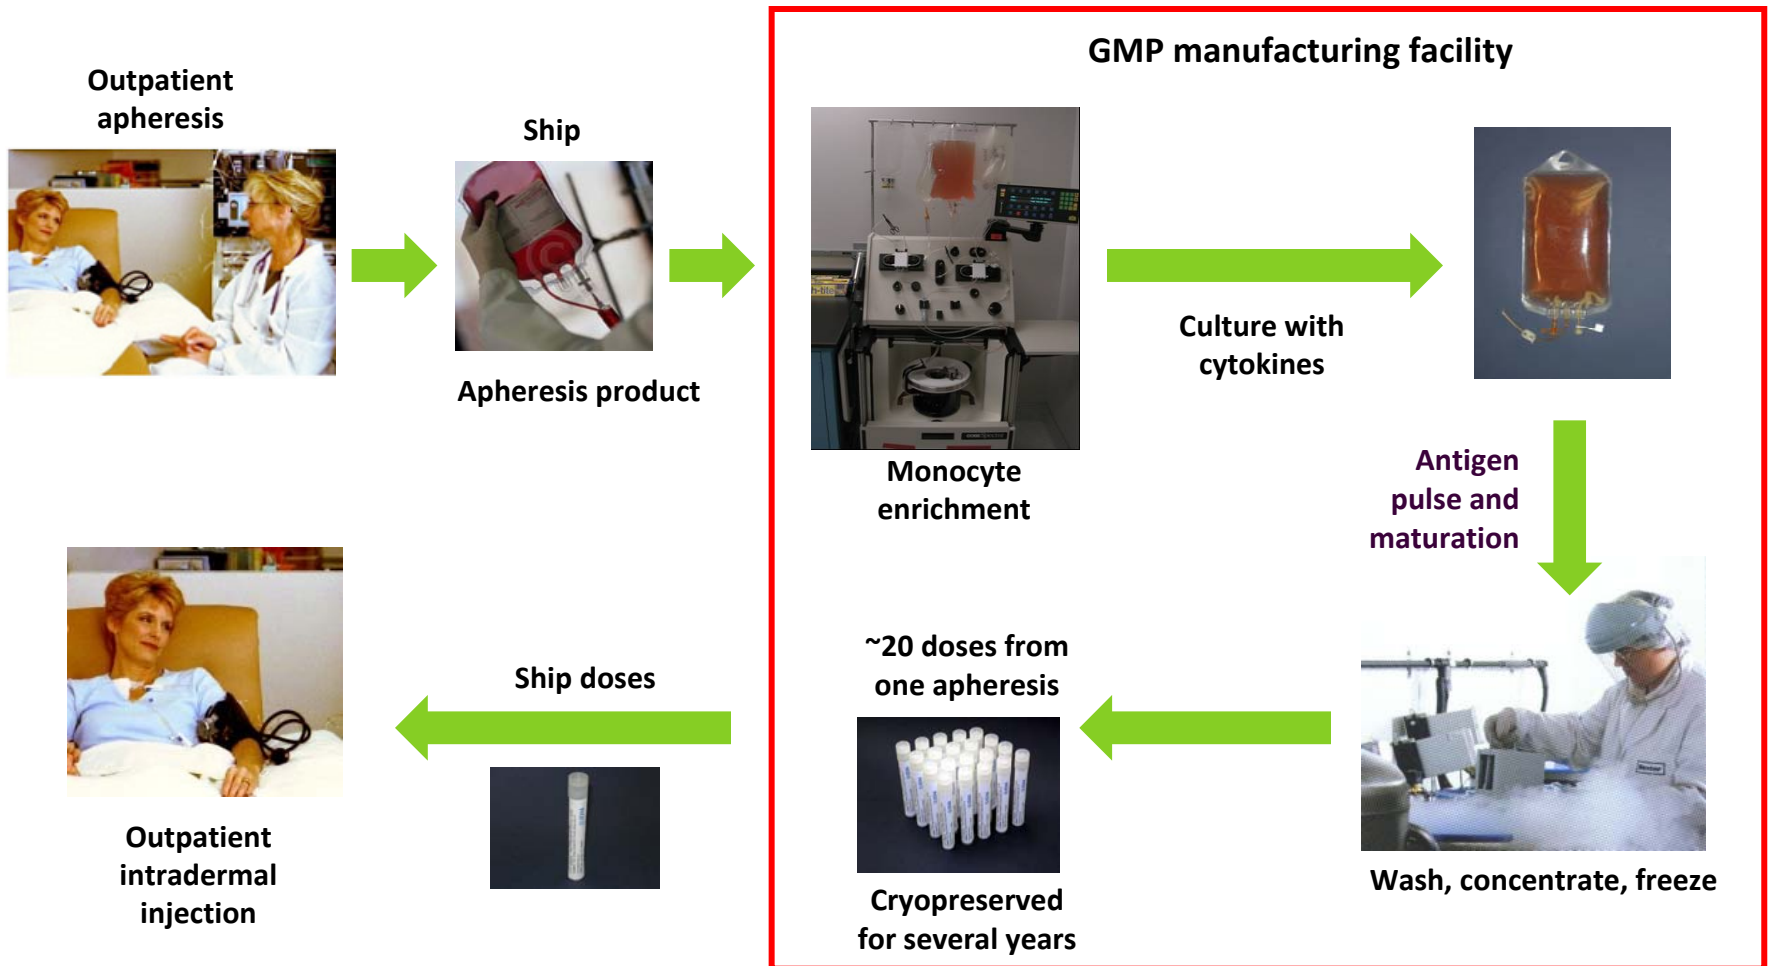 GMP manufacturing facility
Outpatient
apheresis
Ship
Apheresis product
Monocyte
enrichment
Culture with
cytokines
Antigen
pulse and
maturation
Wash, concentrate, freeze
~20 doses from
one apheresis
Cryopreserved
for several years
Ship doses
Outpatient
intradermal
injection